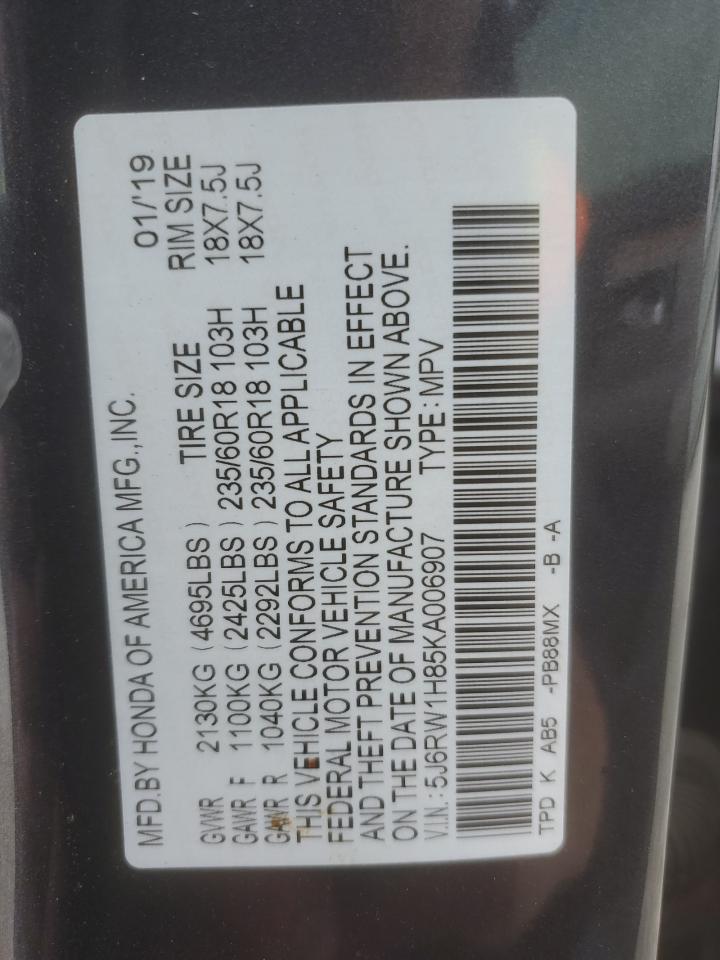 MFD.BY HONDA OF AMERICA MFG.,INC. 01/'19
GVWR 2130KG (4695LBS) TIRE SIZE RIM SIZE
GAWR F 1100KG (2425LBS) 235/60R18 103H 18X7.5J
GAWR R 1040KG (2292LBS) 235/60R18 103H 18X7.5J
THIS VEHICLE CONFORMS TO ALL APPLICABLE
FEDERAL MOTOR VEHICLE SAFETY
AND THEFT PREVENTION STANDARDS IN EFFECT
ON THE DATE OF MANUFACTURE SHOWN ABOVE.
V.I.N.:5J6RW1H85KA006907 TYPE:MPV
TPD K AB5 -PB88MX -B -A